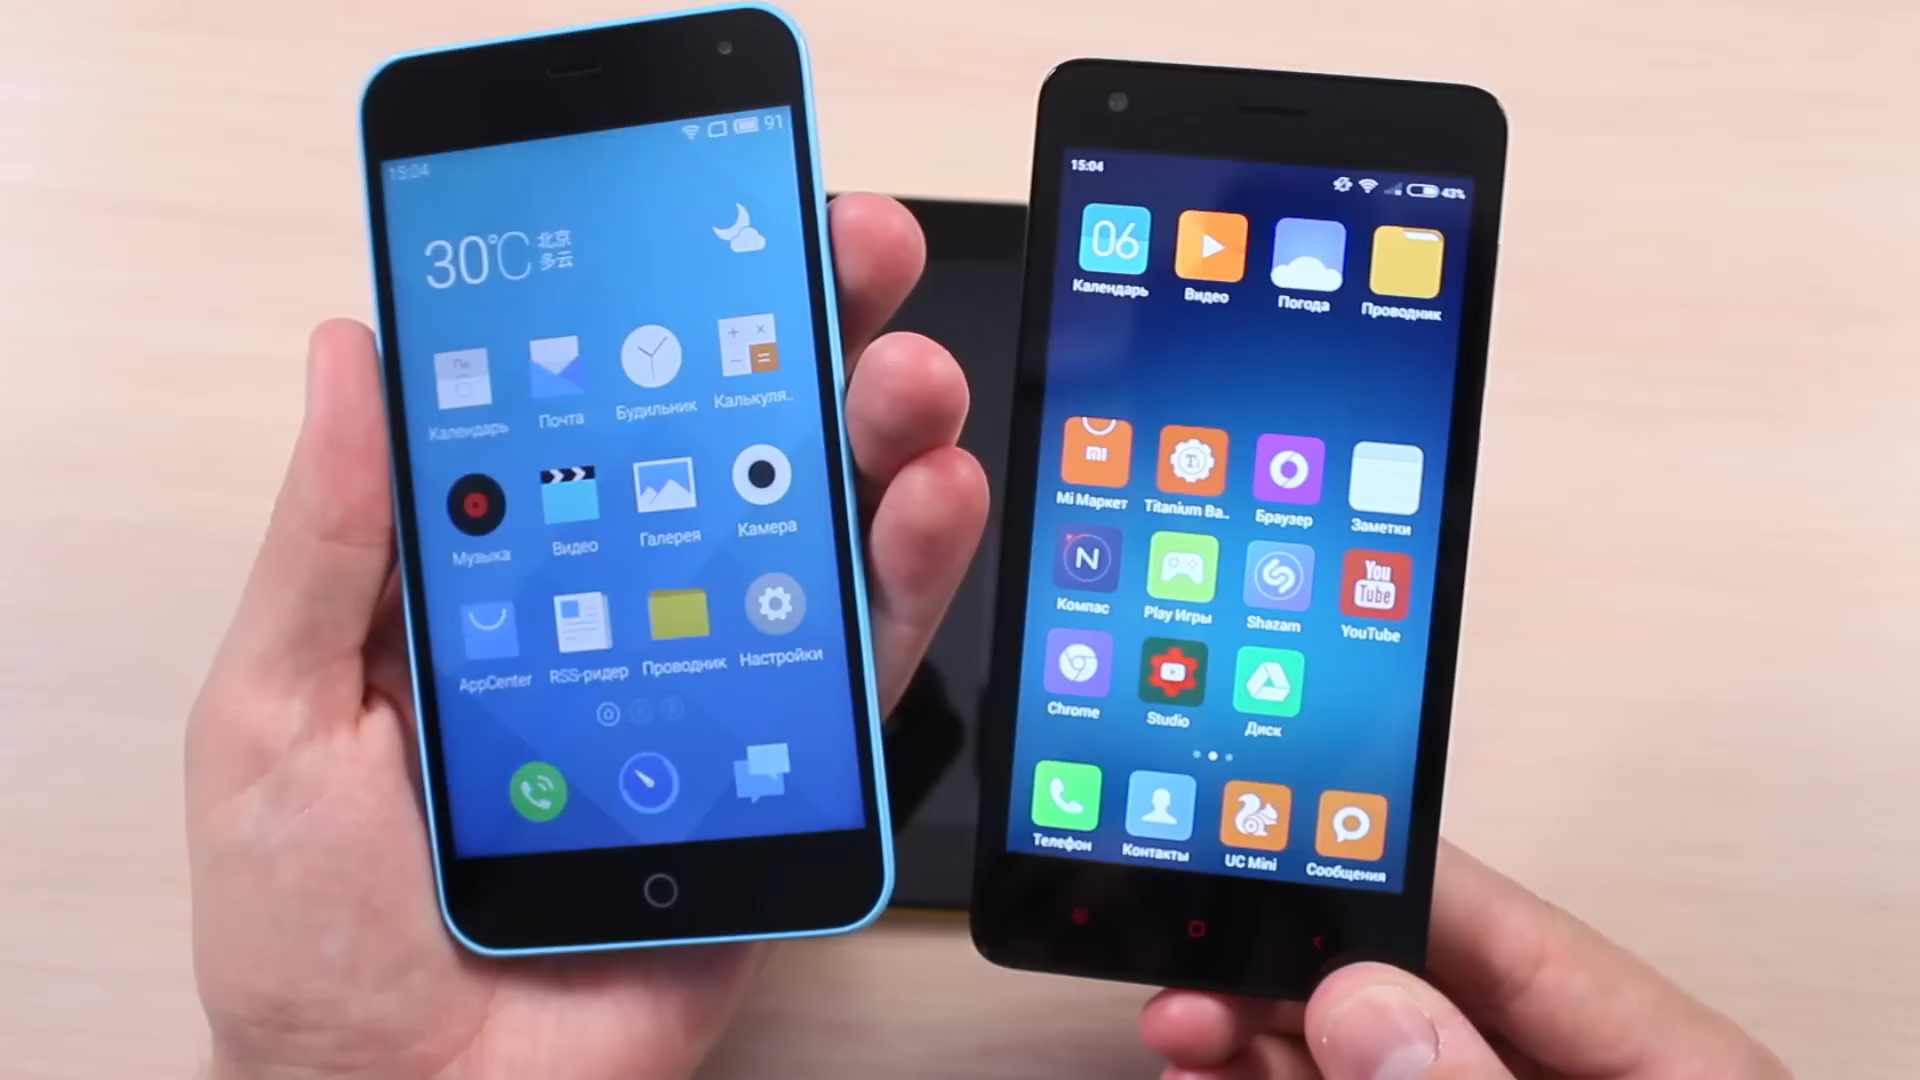 15:04
91
30℃
北京
多云
Календарь
Почта
Будильник
Калькуля..
Музыка
Видео
Галерея
Камера
AppCenter
RSS-ридер
Проводник
Настройки
15:04
43%
06
Календарь
Видео
Погода
Проводник
mi
Mi Маркет
Titanium Ba..
Браузер
Заметки
N
Компас
Play Игры
Shazam
You
Tube
YouTube
Chrome
Studio
Диск
Телефон
Контакты
UC Mini
Сообщения